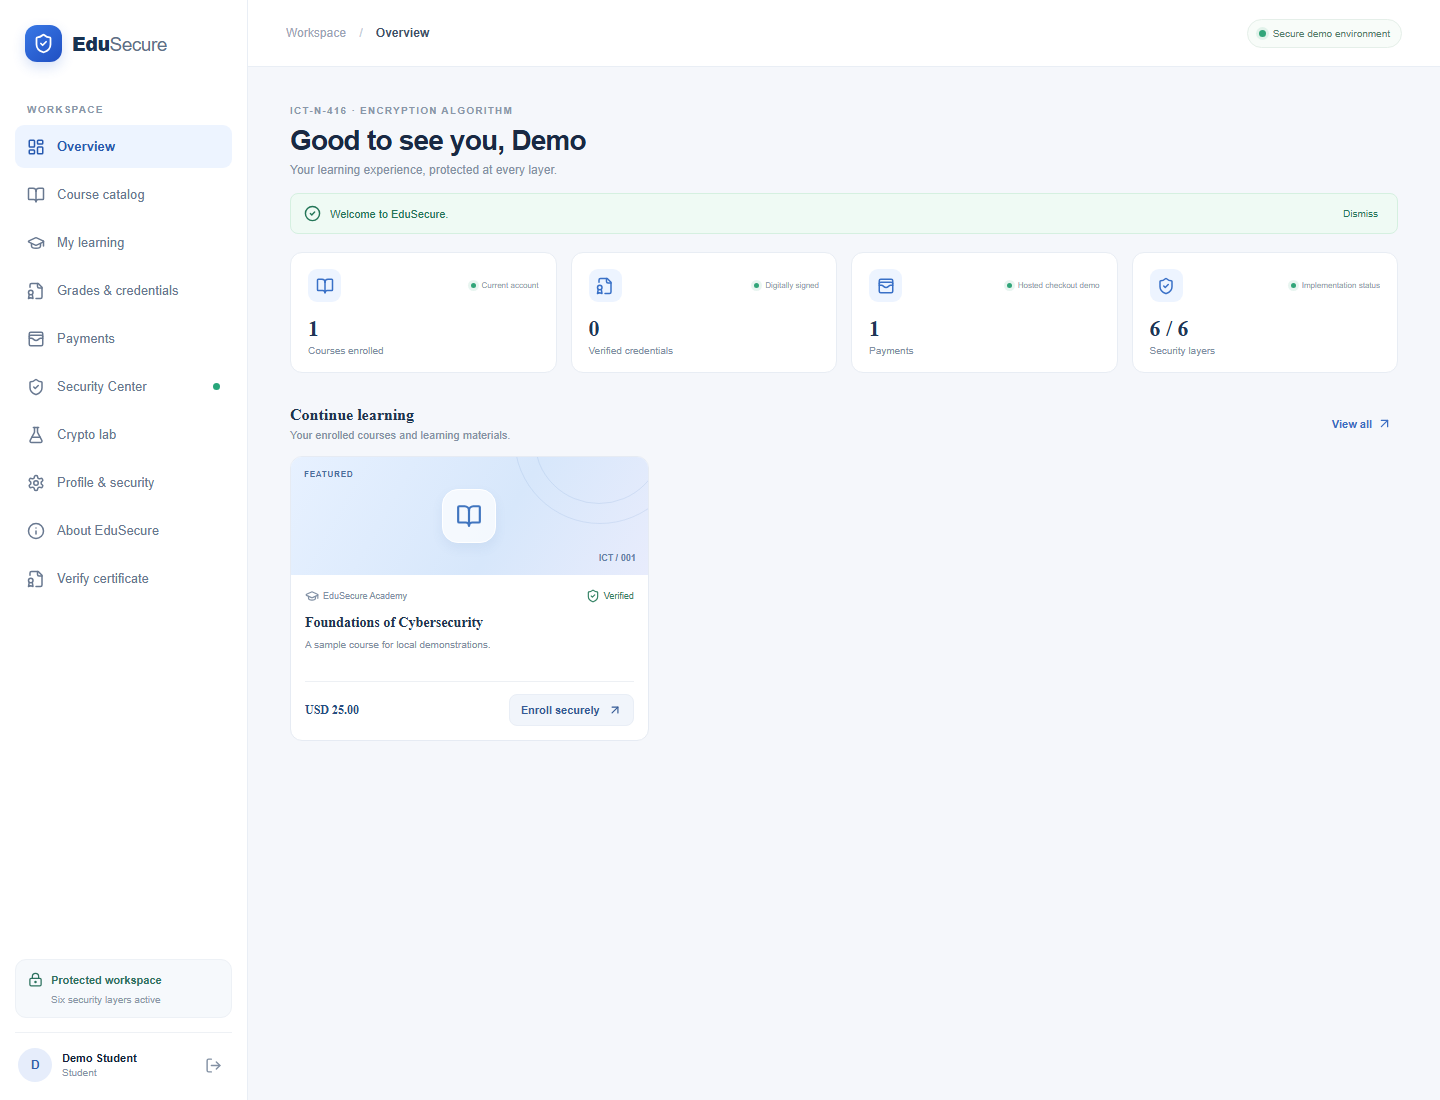 EduSecure
WORKSPACE
Overview
Course catalog
My learning
Grades & credentials
Payments
Security Center
Crypto lab
Profile & security
About EduSecure
Verify certificate
Protected workspace
Six security layers active
D
Demo Student
Student
Workspace / Overview
Secure demo environment
ICT-N-416 · ENCRYPTION ALGORITHM
Good to see you, Demo
Your learning experience, protected at every layer.
Welcome to EduSecure.
Dismiss
Current account
1
Courses enrolled
Digitally signed
0
Verified credentials
Hosted checkout demo
1
Payments
Implementation status
6 / 6
Security layers
Continue learning
Your enrolled courses and learning materials.
View all
FEATURED
ICT / 001
EduSecure Academy
Verified
Foundations of Cybersecurity
A sample course for local demonstrations.
USD 25.00
Enroll securely